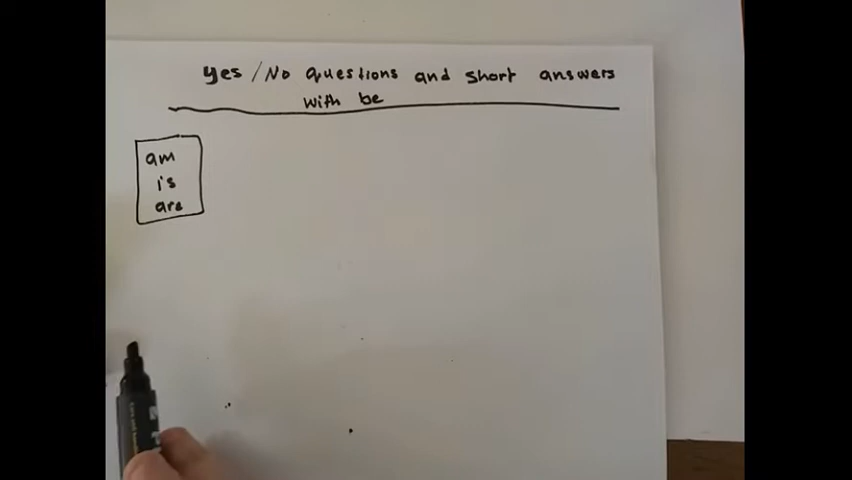 Yes / No questions and short answers
with be
am
is
are